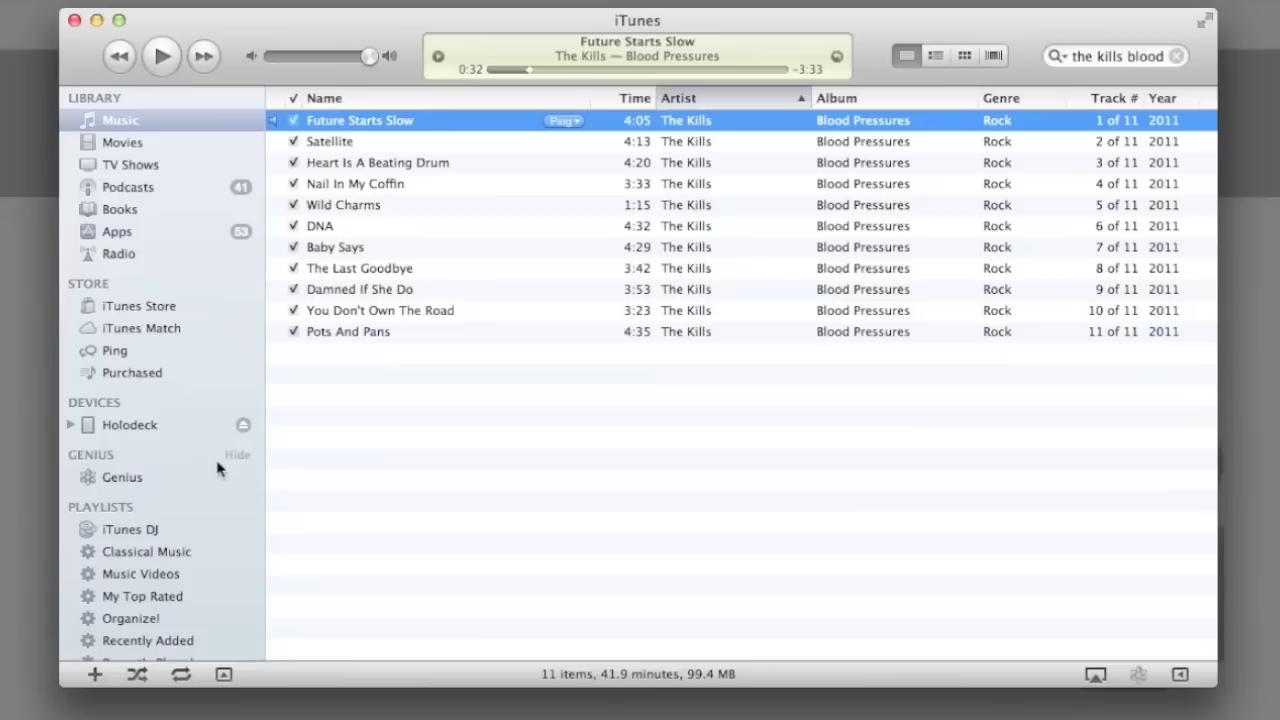 iTunes
Future Starts Slow
The Kills — Blood Pressures
0:32 -3:33
the kills blood
LIBRARY
Music
Movies
TV Shows
Podcasts 41
Books
Apps 53
Radio
STORE
iTunes Store
iTunes Match
Ping
Purchased
DEVICES
Holodeck
GENIUS Hide
Genius
PLAYLISTS
iTunes DJ
Classical Music
Music Videos
My Top Rated
Organize!
Recently Added
✓ Name Time Artist Album Genre Track # Year
Future Starts Slow Ping 4:05 The Kills Blood Pressures Rock 1 of 11 2011
Satellite 4:13 The Kills Blood Pressures Rock 2 of 11 2011
Heart Is A Beating Drum 4:20 The Kills Blood Pressures Rock 3 of 11 2011
Nail In My Coffin 3:33 The Kills Blood Pressures Rock 4 of 11 2011
Wild Charms 1:15 The Kills Blood Pressures Rock 5 of 11 2011
DNA 4:32 The Kills Blood Pressures Rock 6 of 11 2011
Baby Says 4:29 The Kills Blood Pressures Rock 7 of 11 2011
The Last Goodbye 3:42 The Kills Blood Pressures Rock 8 of 11 2011
Damned If She Do 3:53 The Kills Blood Pressures Rock 9 of 11 2011
You Don't Own The Road 3:23 The Kills Blood Pressures Rock 10 of 11 2011
Pots And Pans 4:35 The Kills Blood Pressures Rock 11 of 11 2011
11 items, 41.9 minutes, 99.4 MB